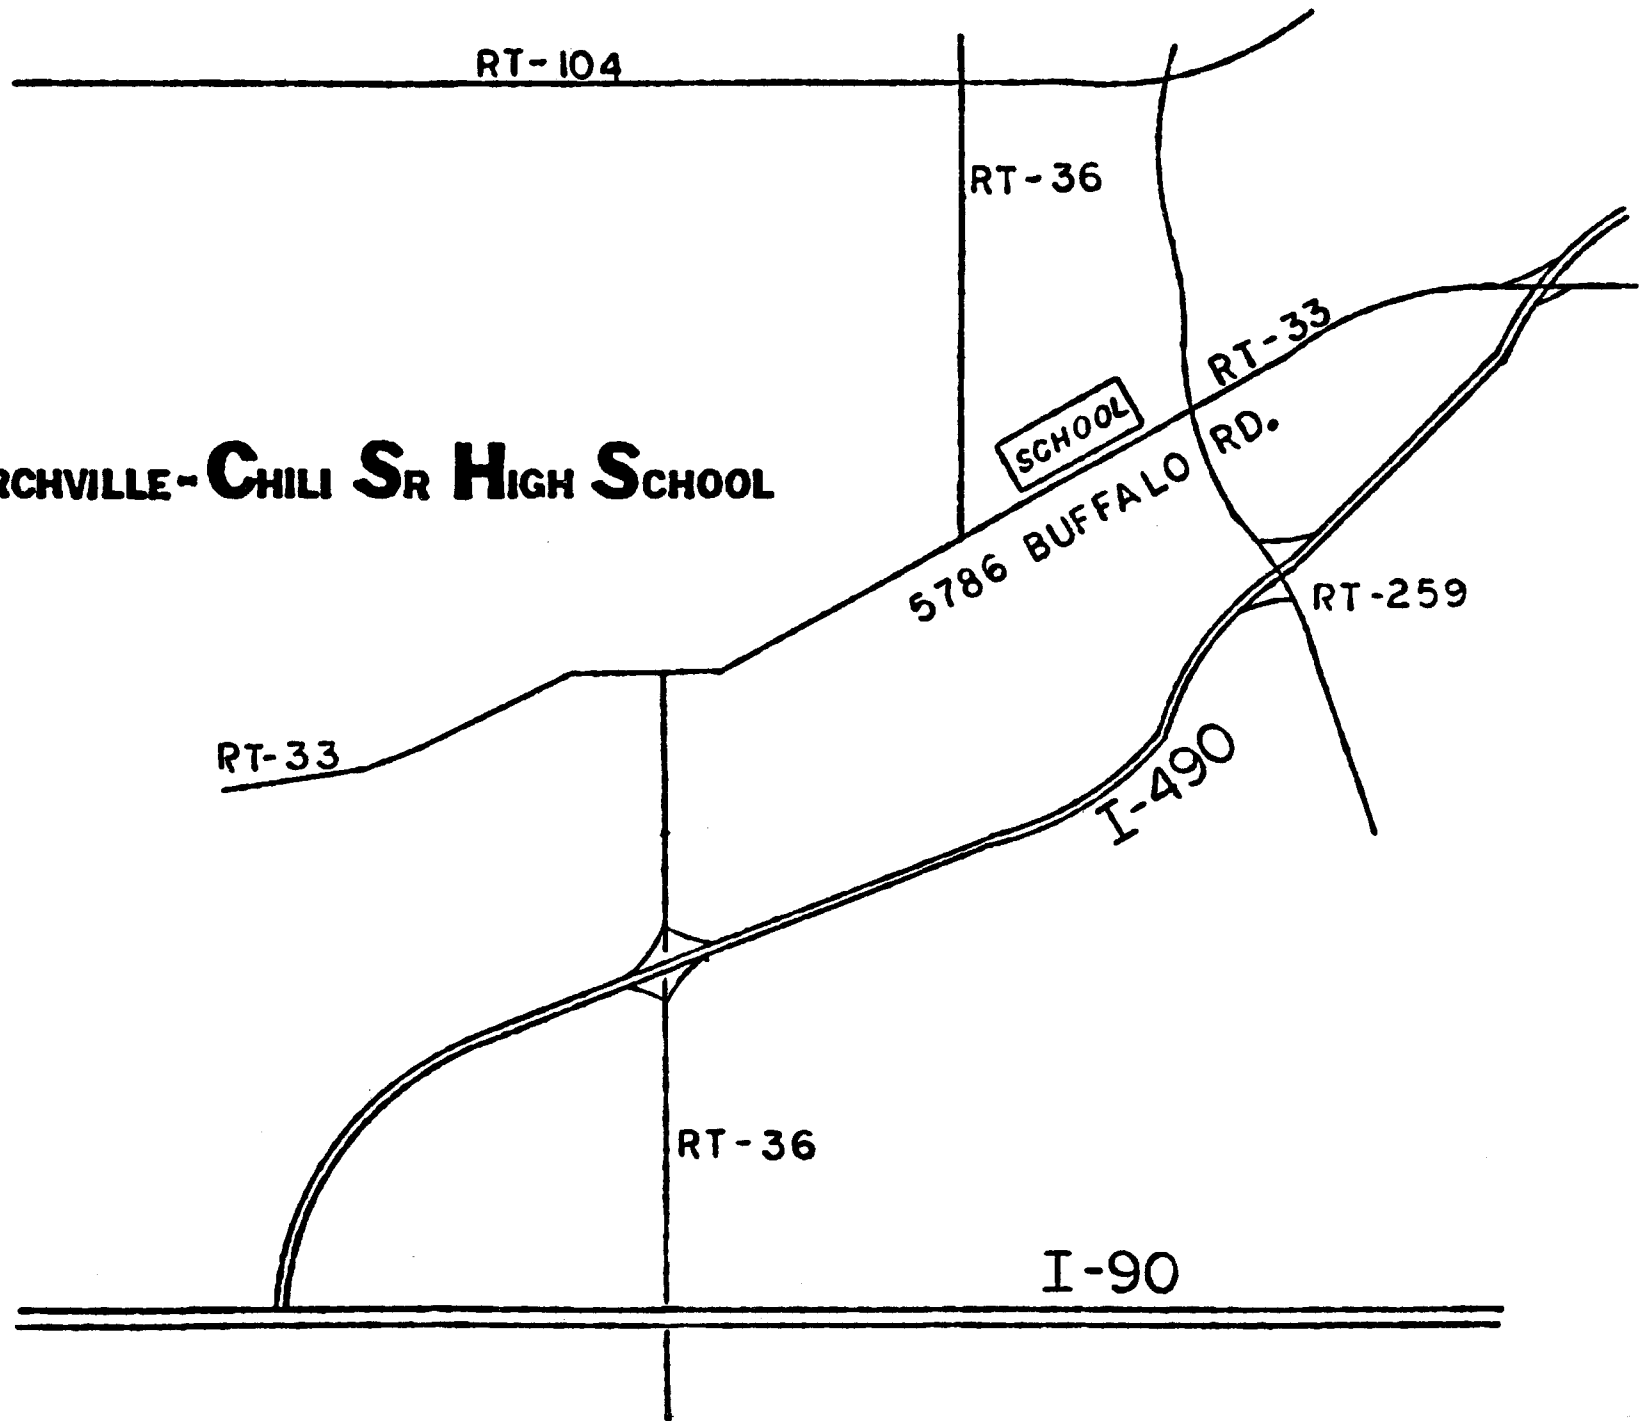 RT-104
RT-36
RT-33
SCHOOL
RCHVILLE-CHILI SR HIGH SCHOOL
5786 BUFFALO RD.
RT-259
RT-33
I-490
RT-36
I-90